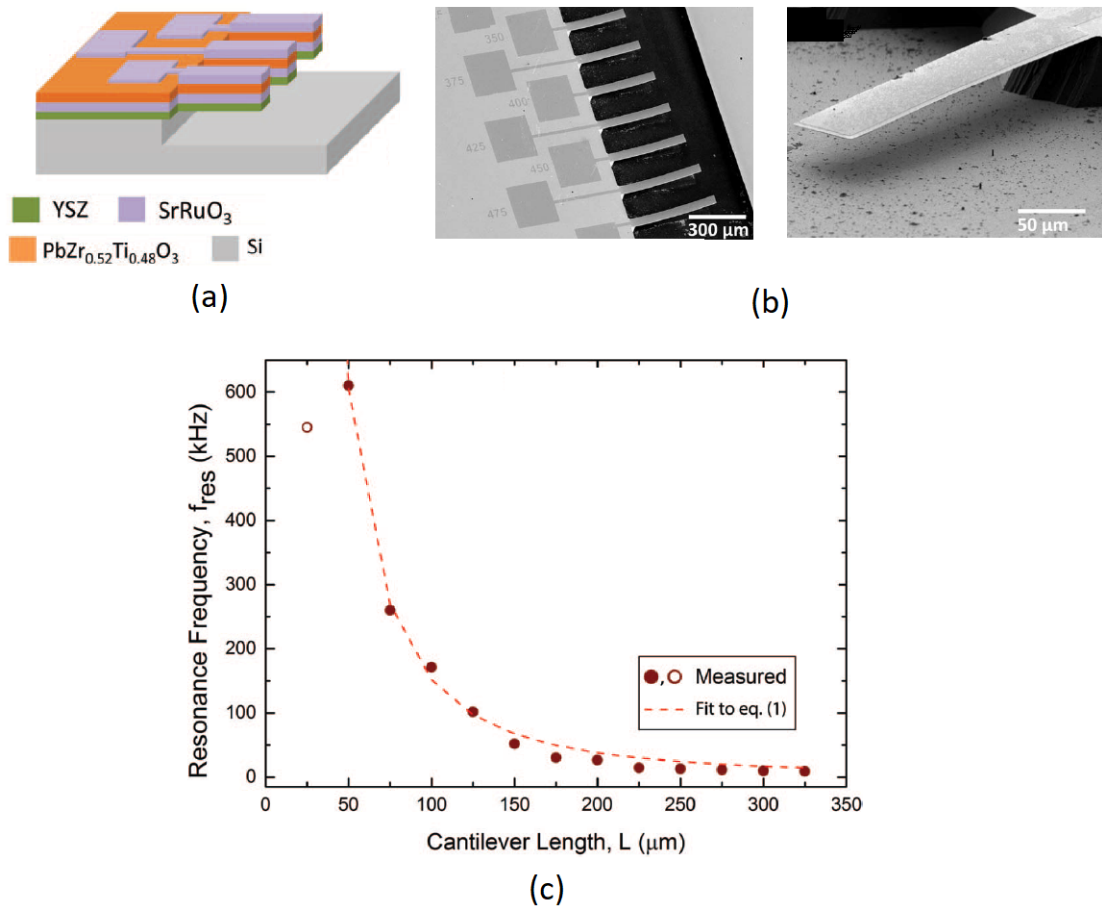 YSZ
SrRuO₃
PbZr₀.₅₂Ti₀.₄₈O₃
Si
(a)
350
375
400
425
450
475
300 µm
50 µm
(b)
Resonance Frequency, f_res (kHz)
600
500
400
300
200
100
0
Measured
Fit to eq. (1)
0
50
100
150
200
250
300
350
Cantilever Length, L (µm)
(c)